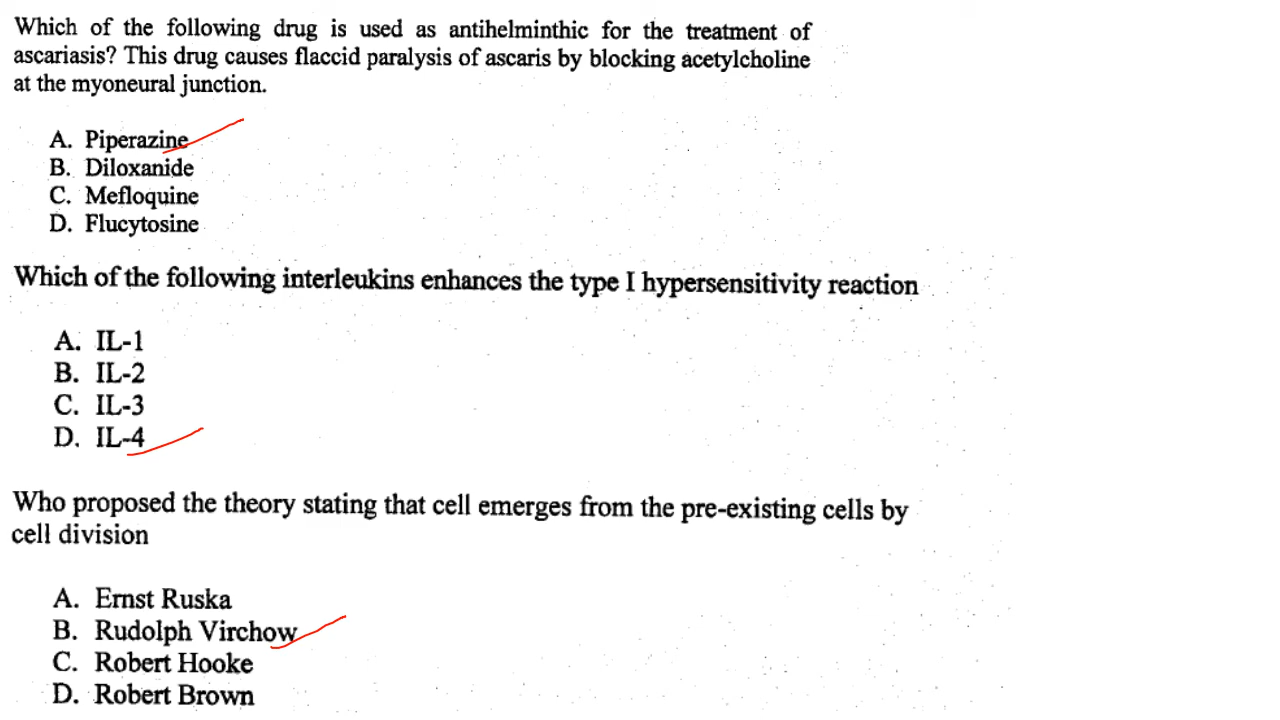 Which of the following drug is used as antihelminthic for the treatment of
ascariasis? This drug causes flaccid paralysis of ascaris by blocking acetylcholine
at the myoneural junction.
A. Piperazine
B. Diloxanide
C. Mefloquine
D. Flucytosine
Which of the following interleukins enhances the type I hypersensitivity reaction
A. IL-1
B. IL-2
C. IL-3
D. IL-4
Who proposed the theory stating that cell emerges from the pre-existing cells by
cell division
A. Ernst Ruska
B. Rudolph Virchow
C. Robert Hooke
D. Robert Brown